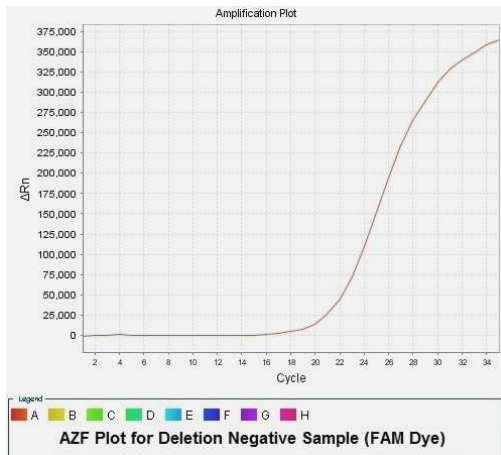 Amplification Plot
375,000
350,000
325,000
300,000
275,000
250,000
225,000
200,000
175,000
150,000
125,000
100,000
75,000
50,000
25,000
0
ΔRn
2 4 6 8 10 12 14 16 18 20 22 24 26 28 30 32 34
Cycle
Legend
A B C D E F G H
AZF Plot for Deletion Negative Sample (FAM Dye)